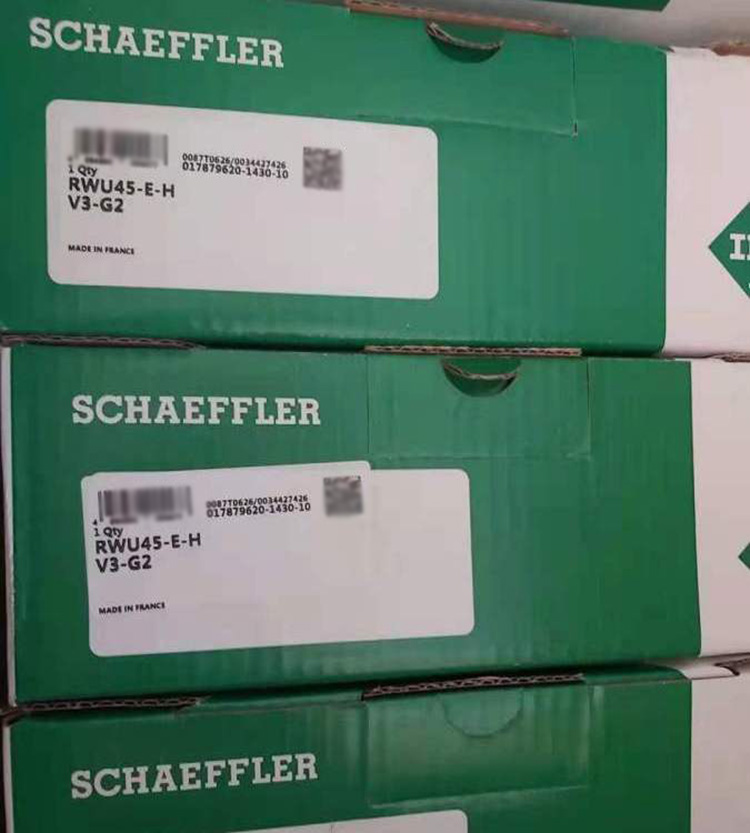 SCHAEFFLER
0087T0626/0034427426
017879620-1430-10
1 Qty
RWU45-E-H
V3-G2
MADE IN FRANCE
SCHAEFFLER
0087T0626/0034427426
017879620-1430-10
1 Qty
RWU45-E-H
V3-G2
MADE IN FRANCE
SCHAEFFLER